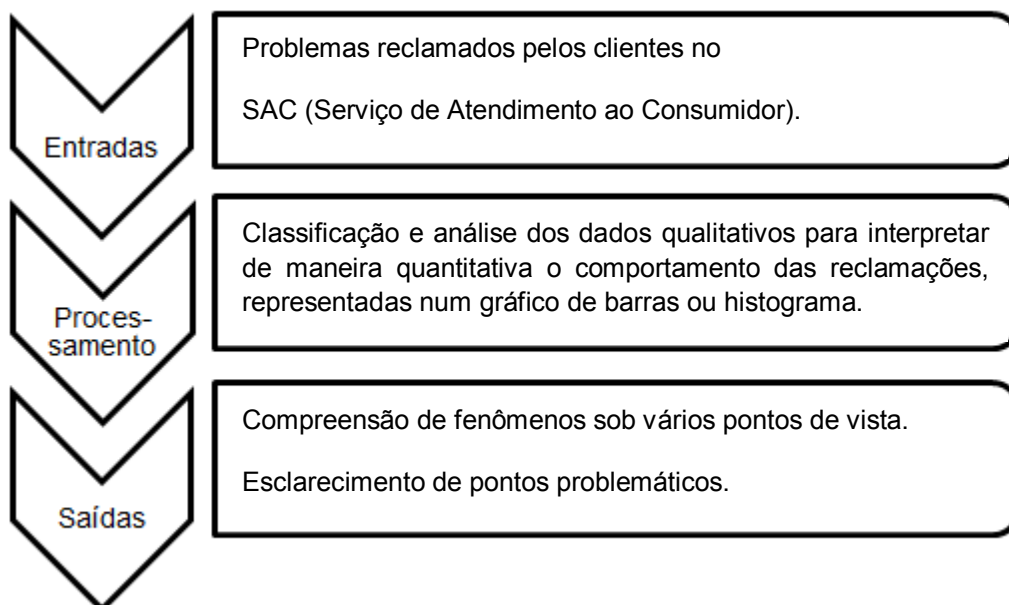 Entradas
Problemas reclamados pelos clientes no
SAC (Serviço de Atendimento ao Consumidor).
Proces-
samento
Classificação e análise dos dados qualitativos para interpretar
de maneira quantitativa o comportamento das reclamações,
representadas num gráfico de barras ou histograma.
Saídas
Compreensão de fenômenos sob vários pontos de vista.
Esclarecimento de pontos problemáticos.